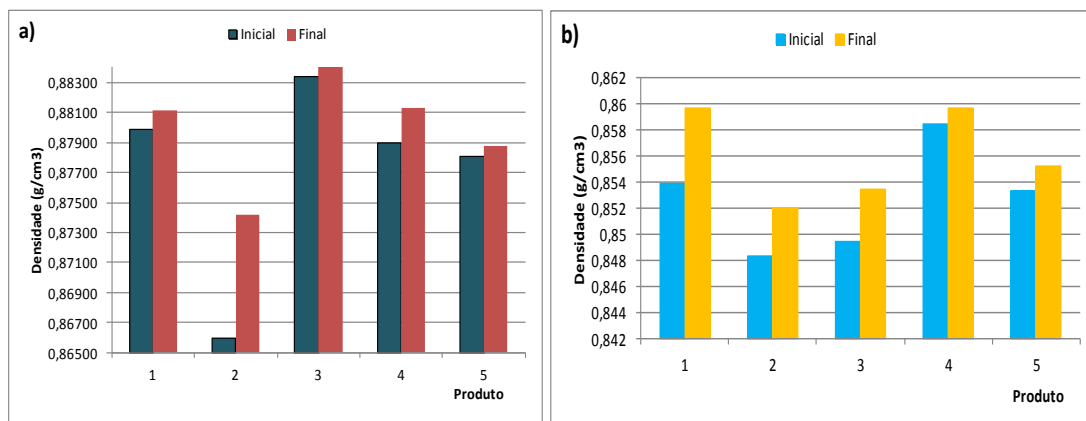 a)
Inicial Final
Densidade (g/cm3)
0,88300
0,88100
0,87900
0,87700
0,87500
0,87300
0,87100
0,86900
0,86700
0,86500
1 2 3 4 5
Produto
b)
Inicial Final
Densidade (g/cm3)
0,862
0,86
0,858
0,856
0,854
0,852
0,85
0,848
0,846
0,844
0,842
1 2 3 4 5
Produto